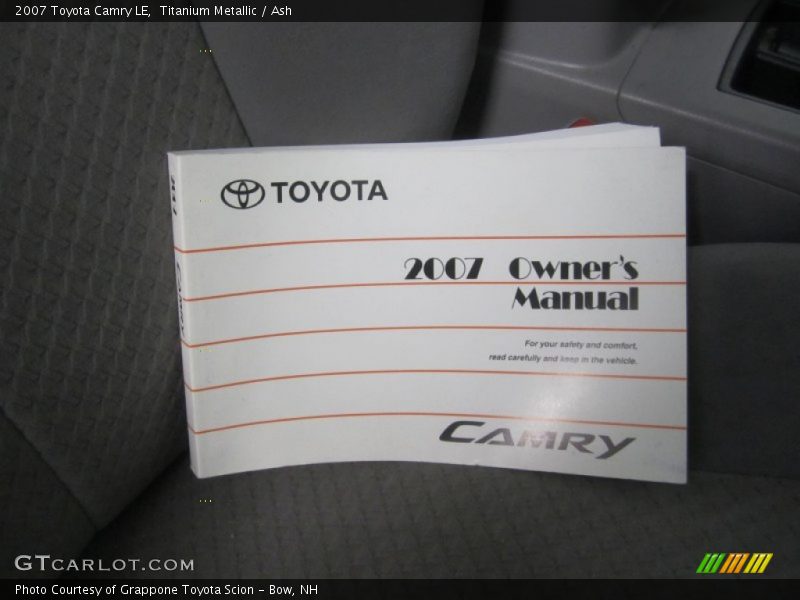 2007 Toyota Camry LE,  Titanium Metallic / Ash
TOYOTA
2007 Owner's
Manual
For your safety and comfort,
read carefully and keep in the vehicle.
CAMRY
GTCARLOT.COM
Photo Courtesy of Grappone Toyota Scion - Bow, NH